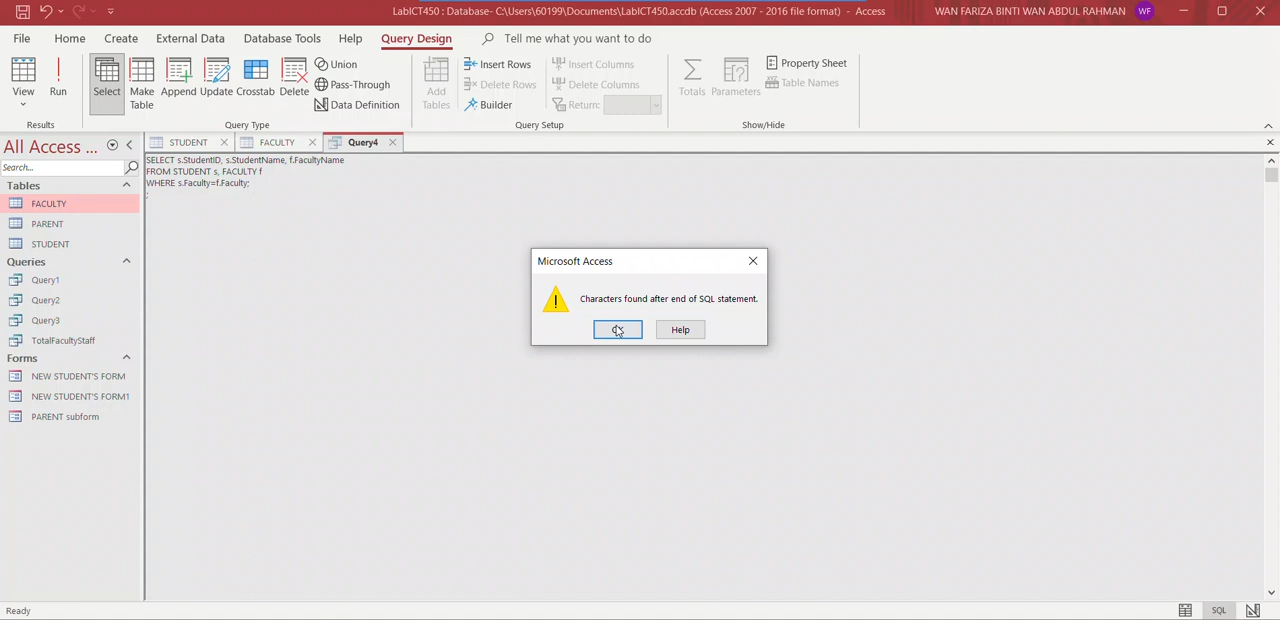 LabICT450 : Database- C:\Users\60199\Documents\LabICT450.accdb (Access 2007 - 2016 file format) - Access WAN FARIZA BINTI WAN ABDUL RAHMAN WF
File Home Create External Data Database Tools Help Query Design Tell me what you want to do
View Run Select Make Table Append Update Crosstab Delete
Union
Pass-Through
Data Definition
Add Tables
Insert Rows
Delete Rows
Builder
Insert Columns
Delete Columns
Return:
Totals Parameters
Property Sheet
Table Names
Results Query Type Query Setup Show/Hide
All Access ...
Search...
Tables
FACULTY
PARENT
STUDENT
Queries
Query1
Query2
Query3
TotalFacultyStaff
Forms
NEW STUDENT'S FORM
NEW STUDENT'S FORM1
PARENT subform
STUDENT FACULTY Query4
SELECT s.StudentID, s.StudentName, f.FacultyName
FROM STUDENT s, FACULTY f
WHERE s.Faculty=f.Faculty;
;
Microsoft Access
Characters found after end of SQL statement.
Help
Ready SQL